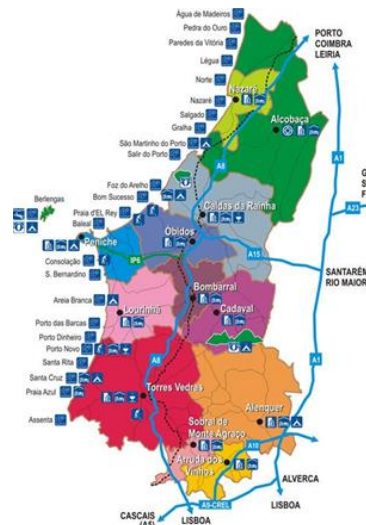 Água de Madeiros
Pedra do Ouro
Paredes da Vitória
Légua
Norte
Nazaré
Salgado
Gralha
São Martinho do Porto
Salir do Porto
Foz do Arelho
Bom Sucesso
Praia d'EL Rey
Baleal
Berlengas
Peniche
Consolação
S. Bernardino
Areia Branca
Porto das Barcas
Porto Dinheiro
Porto Novo
Santa Rita
Santa Cruz
Praia Azul
Assenta
PORTO
COIMBRA
LEIRIA
Nazaré
Alcobaça
A8
A1
Caldas da Rainha
Óbidos
IP6
A15
A23
SANTARÉM
RIO MAIOR
Bombarral
Lourinhã
Cadaval
A8
A1
Torres Vedras
Alenquer
Sobral de
Monte Agraço
A10
Arruda dos
Vinhos
ALVERCA
A9-CREL
LISBOA
CASCAIS
(A5)
LISBOA